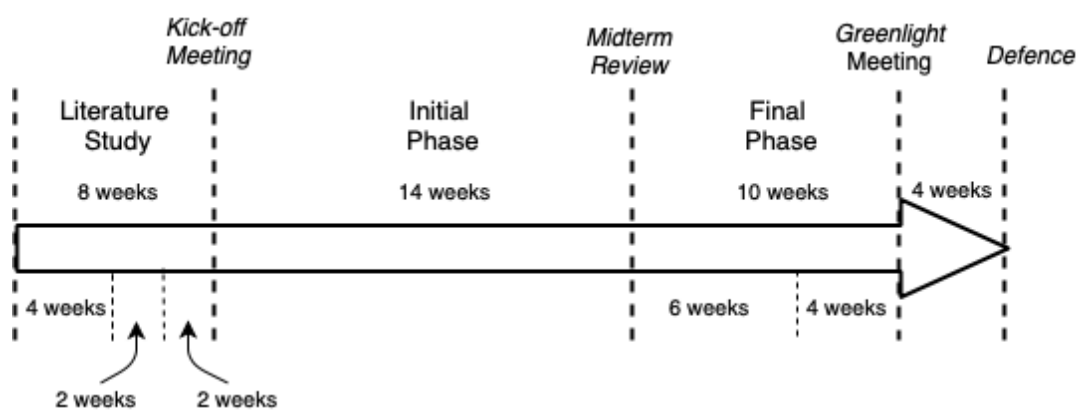 Kick-off
Meeting
Midterm
Review
Greenlight
Meeting
Defence
Literature
Study
Initial
Phase
Final
Phase
8 weeks
14 weeks
10 weeks
4 weeks
4 weeks
6 weeks
4 weeks
2 weeks
2 weeks